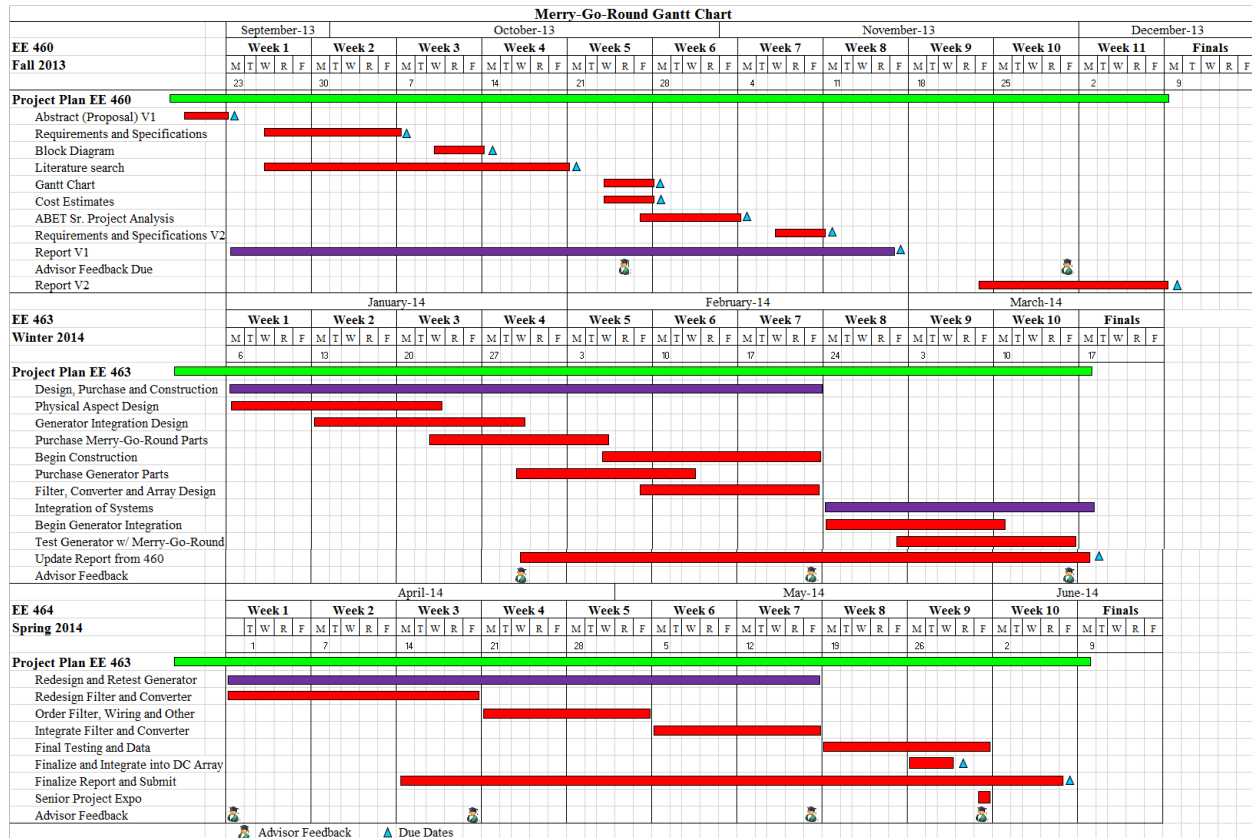 Merry-Go-Round Gantt Chart
September-13 October-13 November-13 December-13
EE 460 Week 1 Week 2 Week 3 Week 4 Week 5 Week 6 Week 7 Week 8 Week 9 Week 10 Week 11 Finals
Fall 2013 M T W R F M T W R F M T W R F M T W R F M T W R F M T W R F M T W R F M T W R F M T W R F M T W R F M T W R F M T W R F
23 30 7 14 21 28 4 11 18 25 2 9
Project Plan EE 460
Abstract (Proposal) V1
Requirements and Specifications
Block Diagram
Literature search
Gantt Chart
Cost Estimates
ABET Sr. Project Analysis
Requirements and Specifications V2
Report V1
Advisor Feedback Due
Report V2
January-14 February-14 March-14
EE 463 Week 1 Week 2 Week 3 Week 4 Week 5 Week 6 Week 7 Week 8 Week 9 Week 10 Finals
Winter 2014 M T W R F M T W R F M T W R F M T W R F M T W R F M T W R F M T W R F M T W R F M T W R F M T W R F M T W R F
6 13 20 27 3 10 17 24 3 10 17
Project Plan EE 463
Design, Purchase and Construction
Physical Aspect Design
Generator Integration Design
Purchase Merry-Go-Round Parts
Begin Construction
Purchase Generator Parts
Filter, Converter and Array Design
Integration of Systems
Begin Generator Integration
Test Generator w/ Merry-Go-Round
Update Report from 460
Advisor Feedback
April-14 May-14 June-14
EE 464 Week 1 Week 2 Week 3 Week 4 Week 5 Week 6 Week 7 Week 8 Week 9 Week 10 Finals
Spring 2014 T W R F M T W R F M T W R F M T W R F M T W R F M T W R F M T W R F M T W R F M T W R F M T W R F M T W R F
1 7 14 21 28 5 12 19 26 2 9
Project Plan EE 463
Redesign and Retest Generator
Redesign Filter and Converter
Order Filter, Wiring and Other
Integrate Filter and Converter
Final Testing and Data
Finalize and Integrate into DC Array
Finalize Report and Submit
Senior Project Expo
Advisor Feedback
Advisor Feedback Due Dates